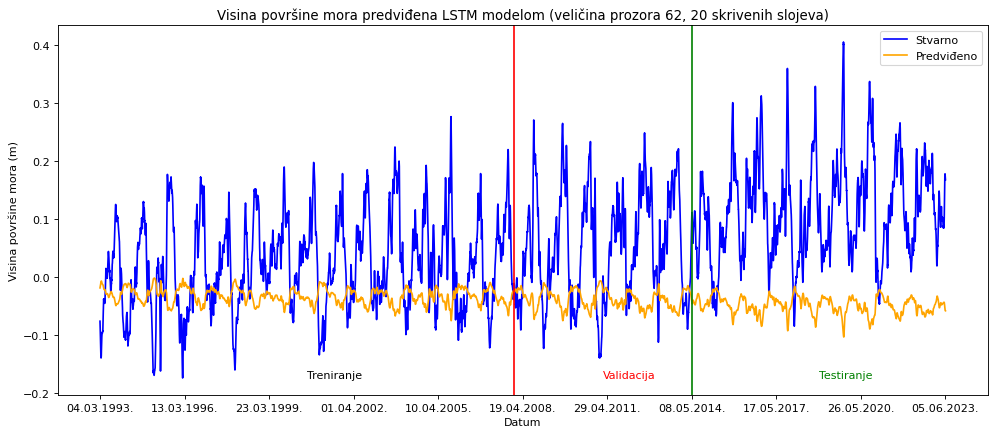 Visina površine mora predviđena LSTM modelom (veličina prozora 62, 20 skrivenih slojeva)
Stvarno
Predviđeno
Visina površine mora (m)
0.4
0.3
0.2
0.1
0.0
−0.1
−0.2
Treniranje
Validacija
Testiranje
04.03.1993.
13.03.1996.
23.03.1999.
01.04.2002.
10.04.2005.
19.04.2008.
29.04.2011.
08.05.2014.
17.05.2017.
26.05.2020.
05.06.2023.
Datum